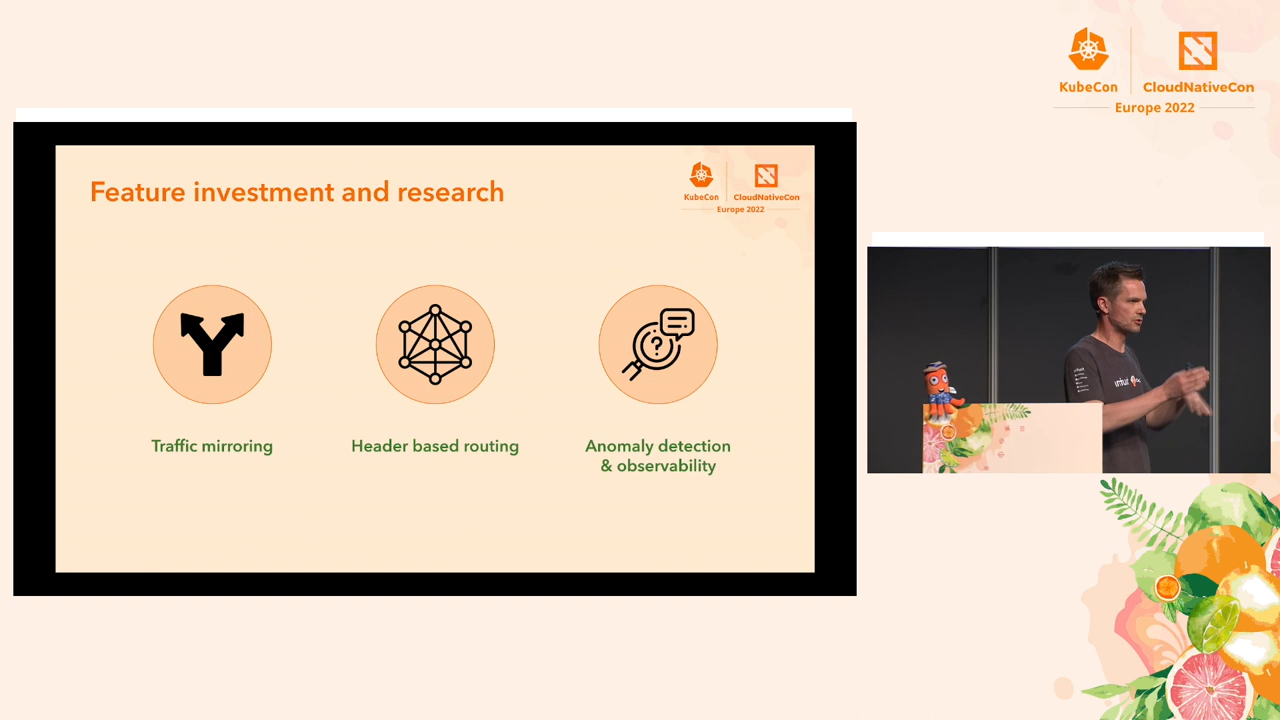 KubeCon
CloudNativeCon
Europe 2022
Feature investment and research
KubeCon
CloudNativeCon
Europe 2022
?
Traffic mirroring
Header based routing
Anomaly detection
& observability